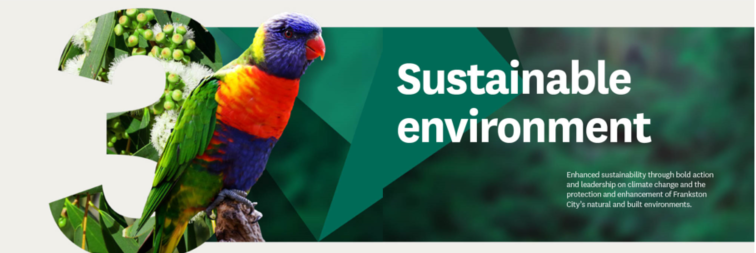 3
Sustainable
environment
Enhanced sustainability through bold action
and leadership on climate change and the
protection and enhancement of Frankston
City's natural and built environments.